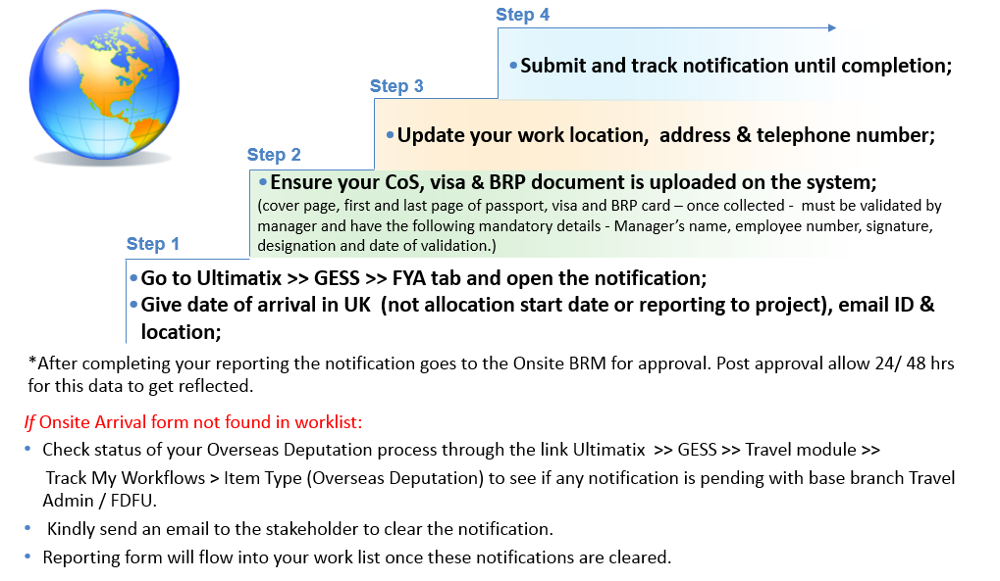 Step 4
• Submit and track notification until completion;
Step 3
• Update your work location, address & telephone number;
Step 2
• Ensure your CoS, visa & BRP document is uploaded on the system;
(cover page, first and last page of passport, visa and BRP card – once collected - must be validated by
manager and have the following mandatory details - Manager’s name, employee number, signature,
designation and date of validation.)
Step 1
• Go to Ultimatix >> GESS >> FYA tab and open the notification;
• Give date of arrival in UK (not allocation start date or reporting to project), email ID &
location;
*After completing your reporting the notification goes to the Onsite BRM for approval. Post approval allow 24/ 48 hrs
for this data to get reflected.
If Onsite Arrival form not found in worklist:
• Check status of your Overseas Deputation process through the link Ultimatix >> GESS >> Travel module >>
Track My Workflows > Item Type (Overseas Deputation) to see if any notification is pending with base branch Travel
Admin / FDFU.
• Kindly send an email to the stakeholder to clear the notification.
• Reporting form will flow into your work list once these notifications are cleared.